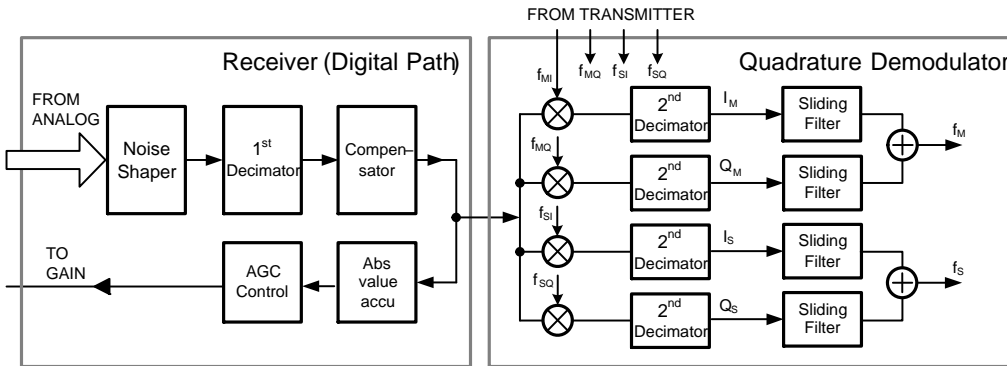 FROM TRANSMITTER
Receiver (Digital Path)
Quadrature Demodulator
fMI
fMQ
fSI
fSQ
FROM
ANALOG
Noise
Shaper
1st
Decimator
Compen–
sator
TO
GAIN
AGC
Control
Abs
value
accu
2nd
Decimator
IM
Sliding
Filter
fM
fMQ
2nd
Decimator
QM
Sliding
Filter
fSI
2nd
Decimator
IS
Sliding
Filter
fS
fSQ
2nd
Decimator
QS
Sliding
Filter